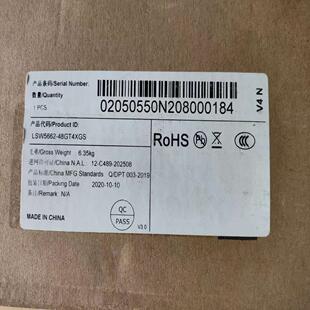 产品条码/Serial Number:
数量/Quantity
1 PCS
02050550N208000184
V4 N
产品型号/Product ID:
LSW5662-48GT4XGS
毛重/Gross Weight 6.35kg
进网许可证/China N.A.L. 12-C489-202508
产品标准/China MFG Standards Q/DPT 003-2019
包装日期/Packing Date 2020-10-10
备注/Remark: N/A
RoHS
MADE IN CHINA
QC
PASS
V3.0